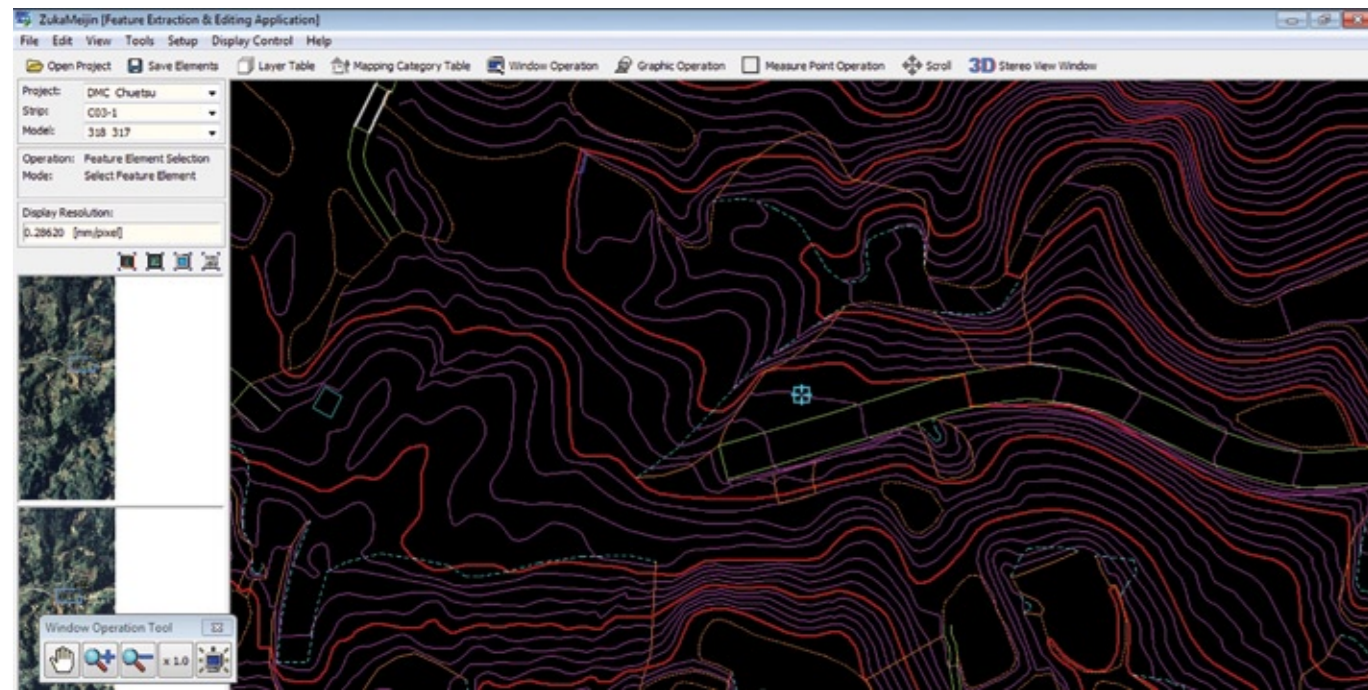 ZukaMeijin [Feature Extraction & Editing Application]
File Edit View Tools Setup Display Control Help
Open Project Save Elements Layer Table Mapping Category Table Window Operation Graphic Operation Measure Point Operation Scroll 3D Stereo View Window
Project: DMC Chuetsu
Strip: C03-1
Model: 318 317
Operation: Feature Element Selection
Mode: Select Feature Element
Display Resolution:
0.28620 [mm/pixel]
Window Operation Tool
x 1.0